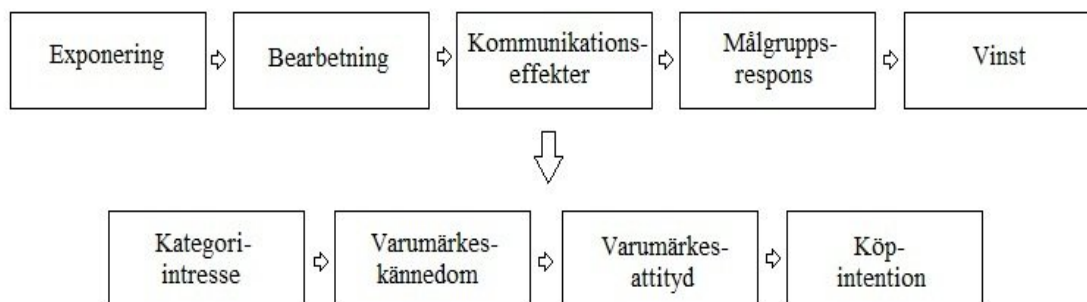 Exponering
Bearbetning
Kommunikations-
effekter
Målgrupps-
respons
Vinst
Kategori-
intresse
Varumärkes-
kännedom
Varumärkes-
attityd
Köp-
intention